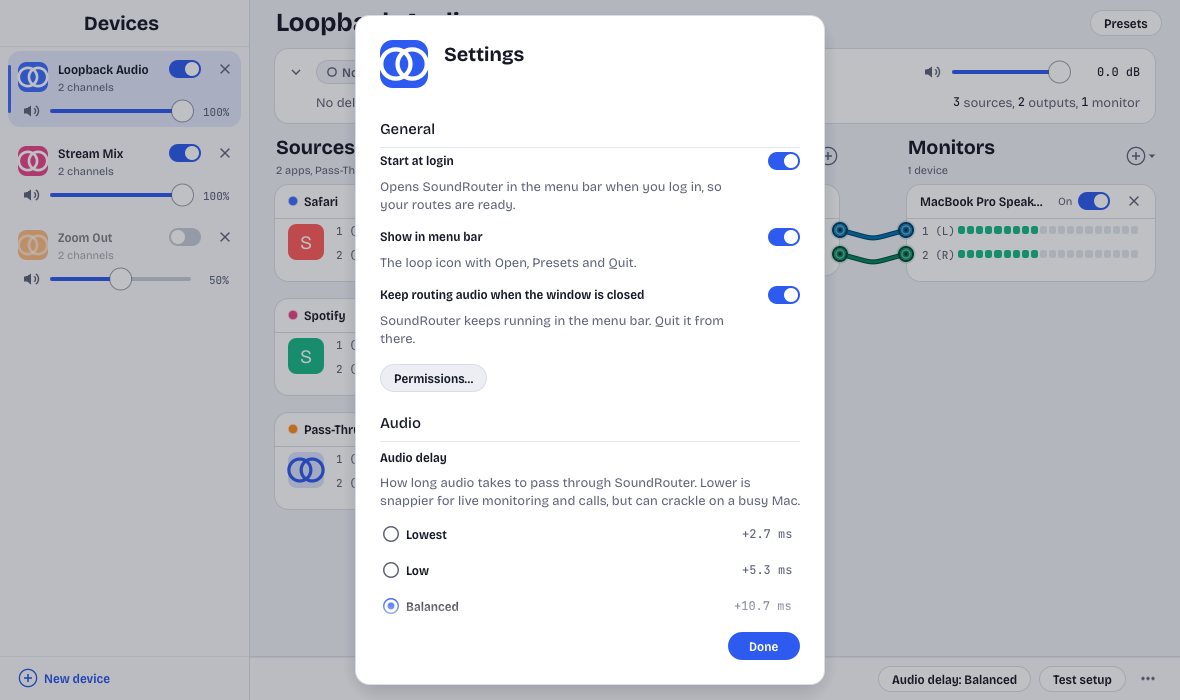 Devices
Loopback Audio
2 channels
100%
Stream Mix
2 channels
100%
Zoom Out
2 channels
50%
New device
Presets
0.0 dB
No del
3 sources, 2 outputs, 1 monitor
Sources
2 apps, Pass-Th
Safari
S
1 (
2 (
Spotify
S
1 (
2 (
Pass-Thru
1 (
2 (
Monitors
1 device
MacBook Pro Speak...
On
1 (L)
2 (R)
Settings
General
Start at login
Opens SoundRouter in the menu bar when you log in, so
your routes are ready.
Show in menu bar
The loop icon with Open, Presets and Quit.
Keep routing audio when the window is closed
SoundRouter keeps running in the menu bar. Quit it from
there.
Permissions...
Audio
Audio delay
How long audio takes to pass through SoundRouter. Lower is
snappier for live monitoring and calls, but can crackle on a busy Mac.
Lowest +2.7 ms
Low +5.3 ms
Balanced +10.7 ms
Done
Audio delay: Balanced
Test setup